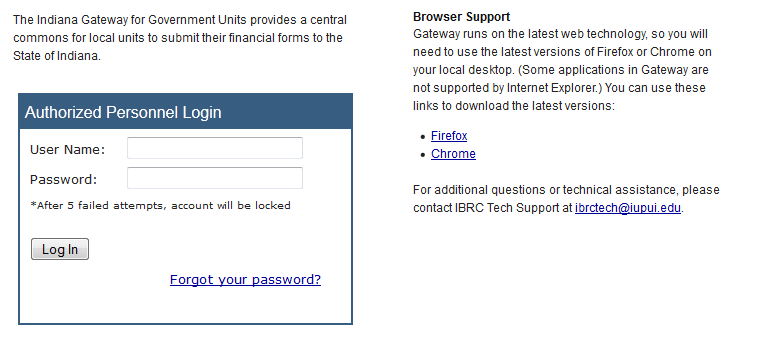 The Indiana Gateway for Government Units provides a central
commons for local units to submit their financial forms to the
State of Indiana.
Authorized Personnel Login
User Name:
Password:
*After 5 failed attempts, account will be locked
Log In
Forgot your password?
Browser Support
Gateway runs on the latest web technology, so you will
need to use the latest versions of Firefox or Chrome on
your local desktop. (Some applications in Gateway are
not supported by Internet Explorer.) You can use these
links to download the latest versions:
• Firefox
• Chrome
For additional questions or technical assistance, please
contact IBRC Tech Support at ibrctech@iupui.edu.